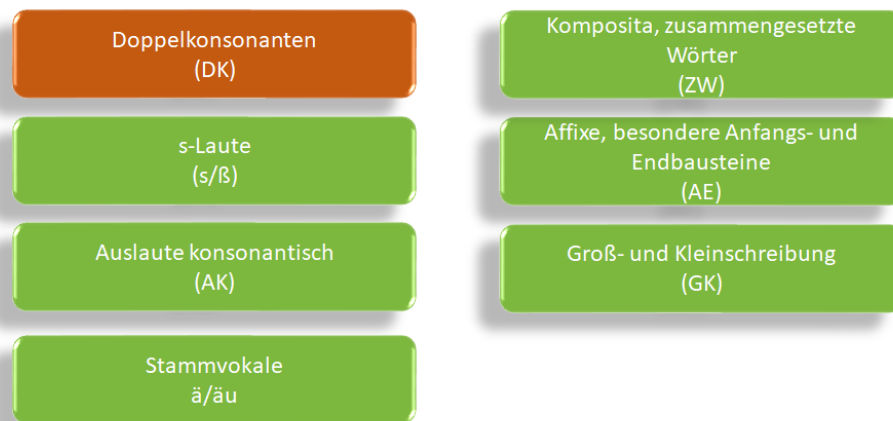 Doppelkonsonanten
(DK)
s-Laute
(s/ß)
Auslaute konsonantisch
(AK)
Stammvokale
ä/äu
Komposita, zusammengesetzte
Wörter
(ZW)
Affixe, besondere Anfangs- und
Endbausteine
(AE)
Groß- und Kleinschreibung
(GK)